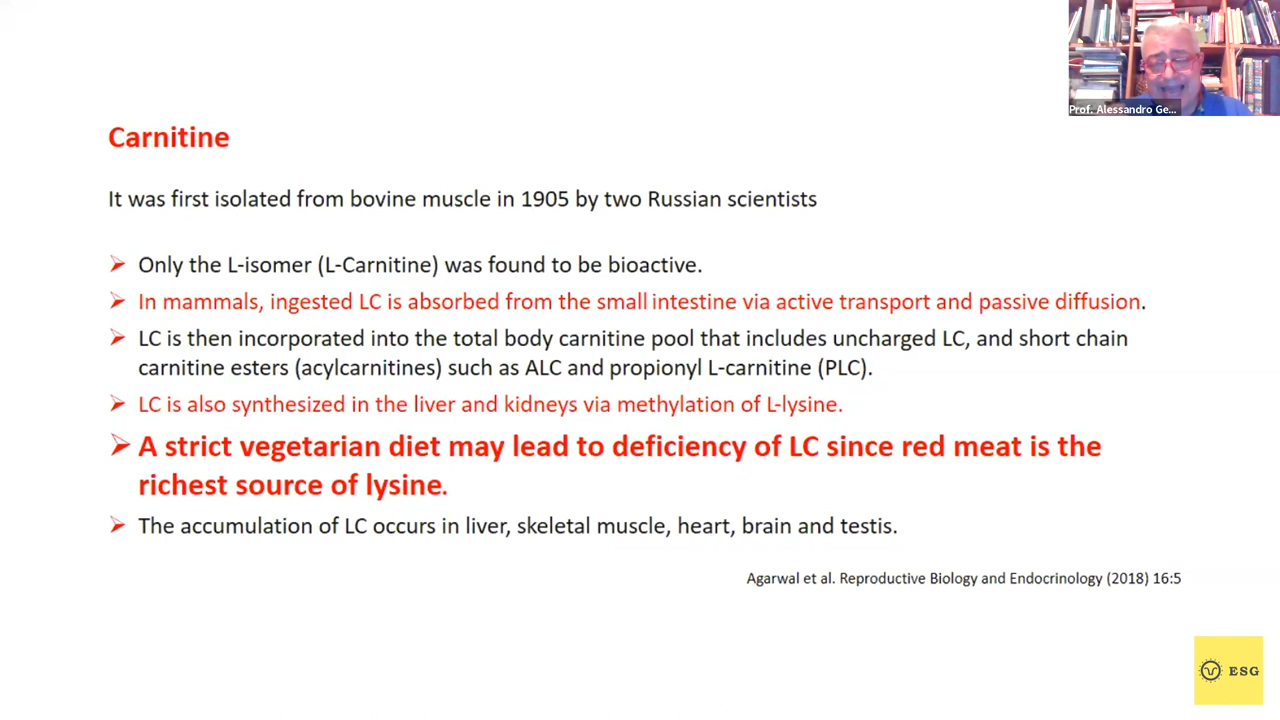 Prof. Alessandro Ge...
Carnitine
It was first isolated from bovine muscle in 1905 by two Russian scientists
Only the L-isomer (L-Carnitine) was found to be bioactive.
In mammals, ingested LC is absorbed from the small intestine via active transport and passive diffusion.
LC is then incorporated into the total body carnitine pool that includes uncharged LC, and short chain
carnitine esters (acylcarnitines) such as ALC and propionyl L-carnitine (PLC).
LC is also synthesized in the liver and kidneys via methylation of L-lysine.
A strict vegetarian diet may lead to deficiency of LC since red meat is the
richest source of lysine.
The accumulation of LC occurs in liver, skeletal muscle, heart, brain and testis.
Agarwal et al. Reproductive Biology and Endocrinology (2018) 16:5
ESG